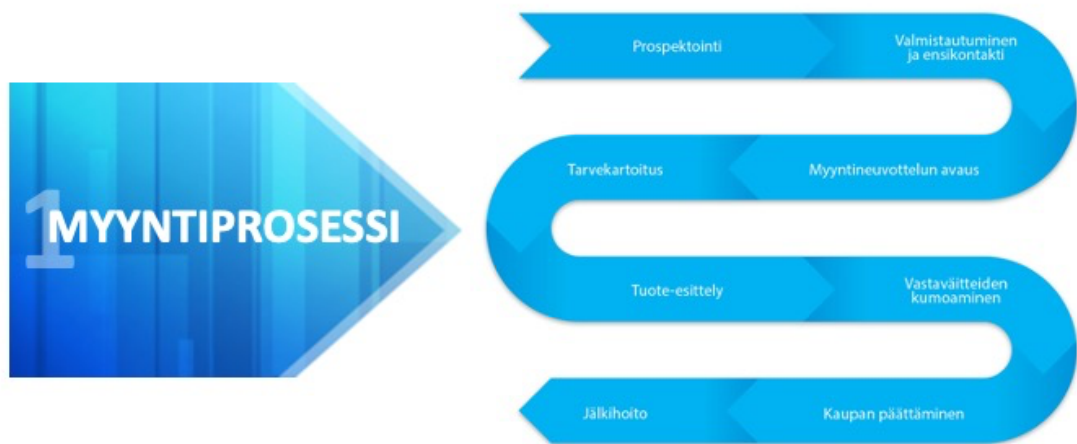 1
MYYNTIPROSESSI
Prospektointi
Valmistautuminen
ja ensikontakti
Myyntineuvottelun avaus
Tarvekartoitus
Tuote-esittely
Vastaväitteiden
kumoaminen
Kaupan päättäminen
Jälkihoito